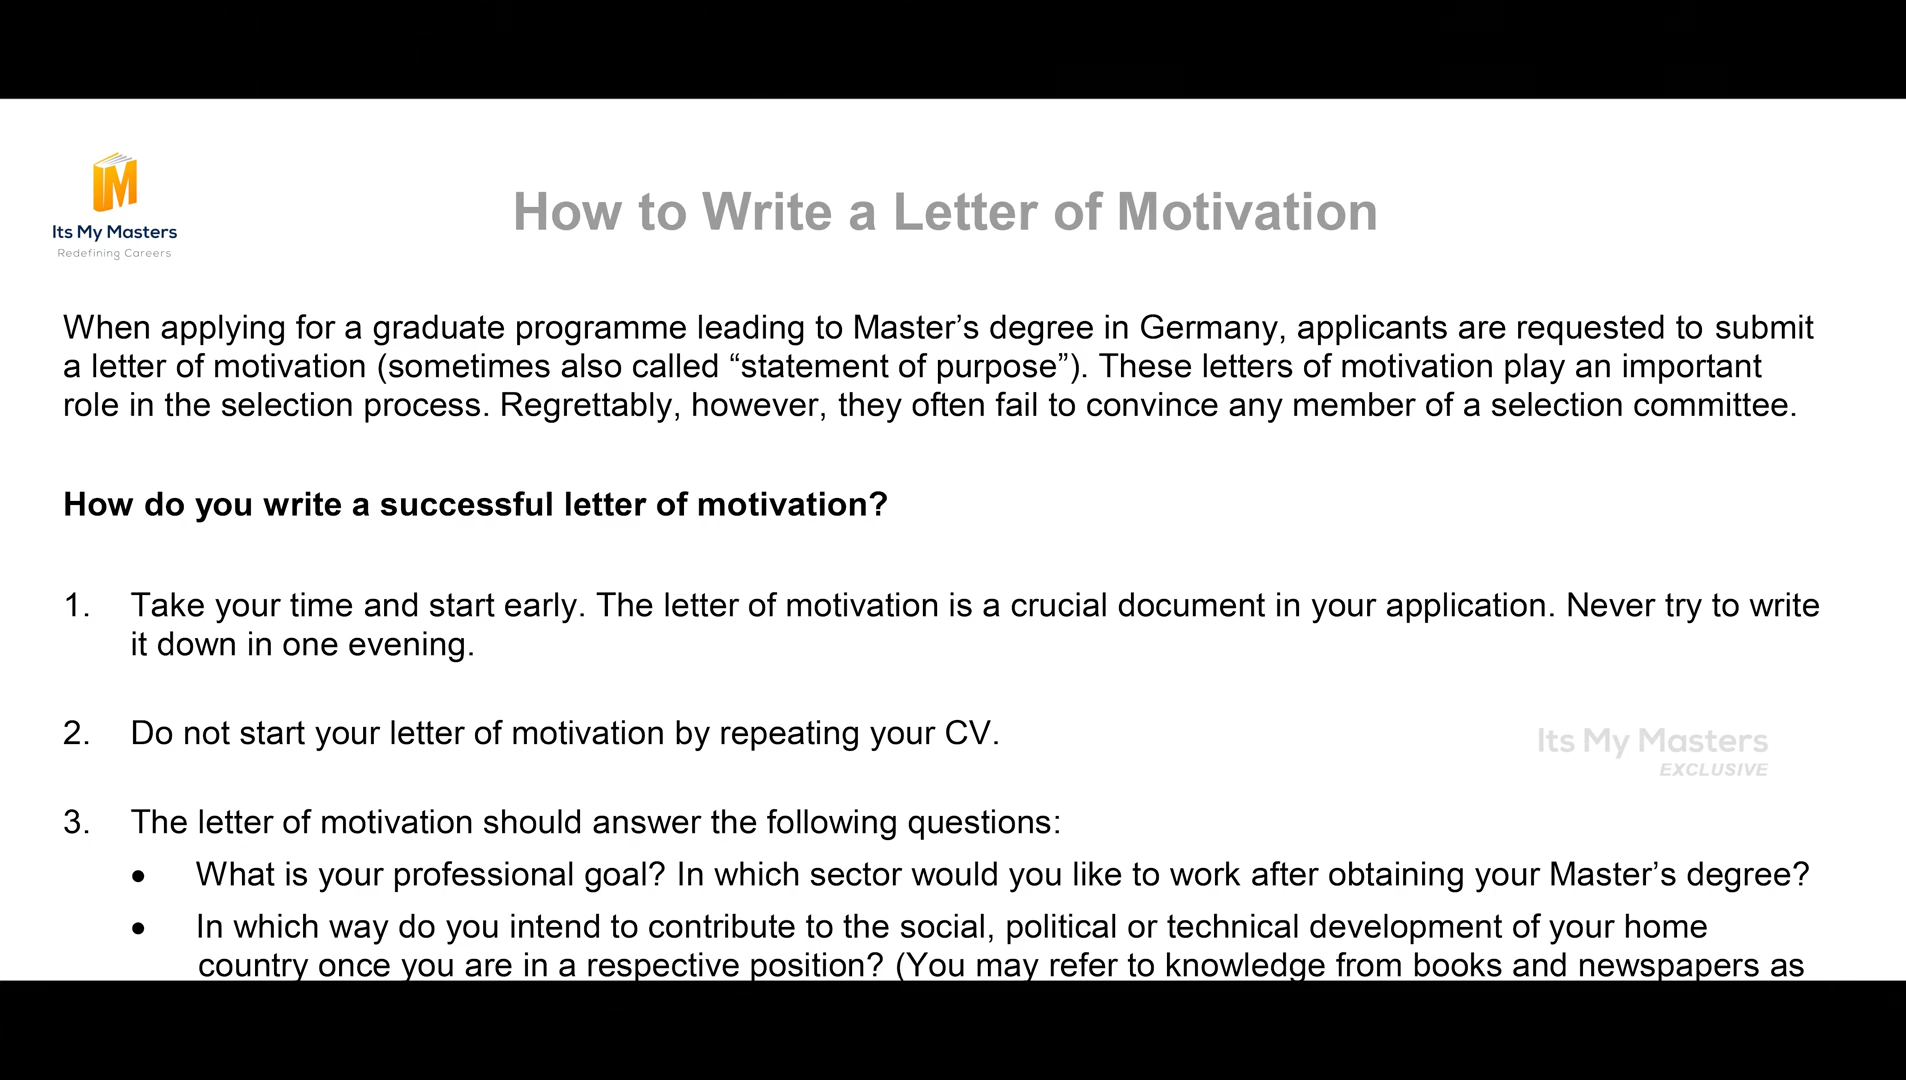 Its My Masters
Redefining Careers
How to Write a Letter of Motivation
When applying for a graduate programme leading to Master’s degree in Germany, applicants are requested to submit
a letter of motivation (sometimes also called “statement of purpose”). These letters of motivation play an important
role in the selection process. Regrettably, however, they often fail to convince any member of a selection committee.
How do you write a successful letter of motivation?
1. Take your time and start early. The letter of motivation is a crucial document in your application. Never try to write
it down in one evening.
2. Do not start your letter of motivation by repeating your CV.
Its My Masters
EXCLUSIVE
3. The letter of motivation should answer the following questions:
• What is your professional goal? In which sector would you like to work after obtaining your Master’s degree?
• In which way do you intend to contribute to the social, political or technical development of your home
country once you are in a respective position? (You may refer to knowledge from books and newspapers as